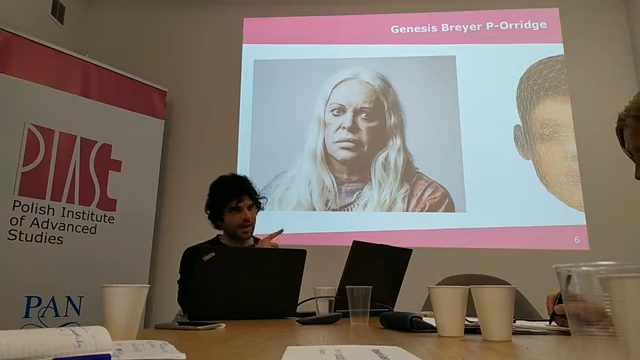 Genesis Breyer P-Orridge
PIASt
Polish Institute
of Advanced
Studies
PAN
6